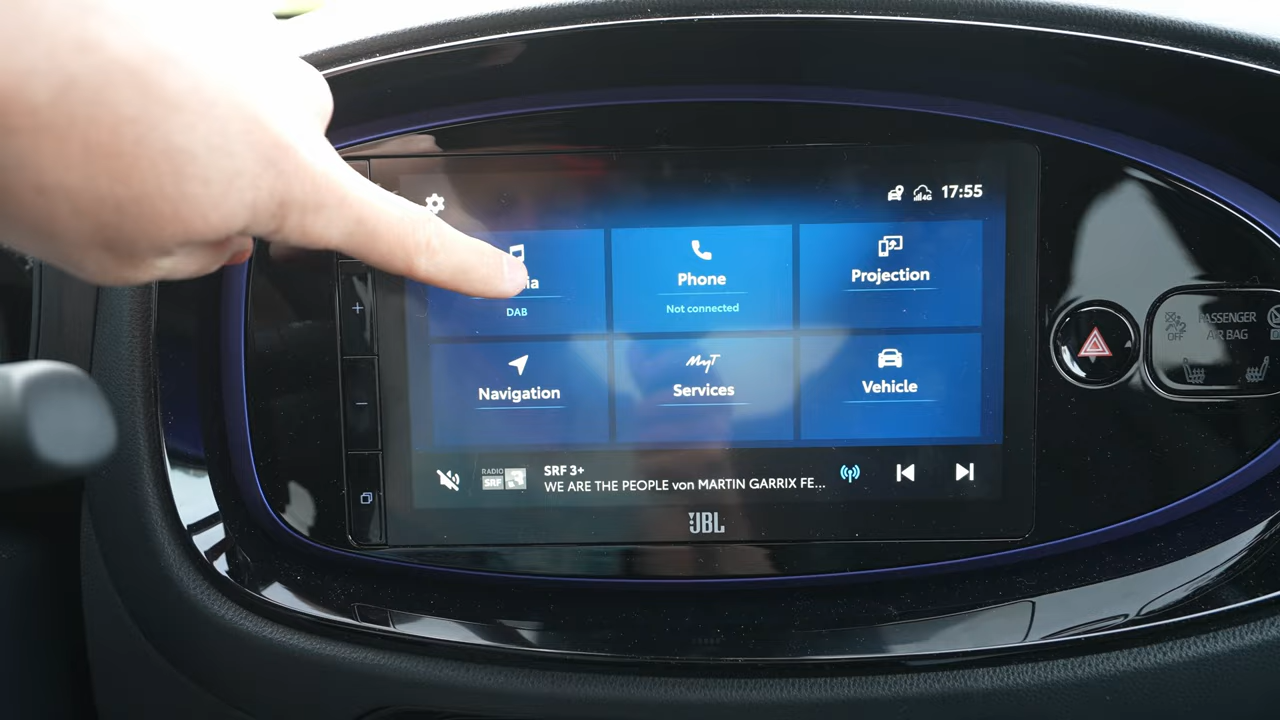 17:55
Phone
Projection
DAB
Not connected
Navigation
MyT
Services
Vehicle
+
−
RADIO
SRF
SRF 3+
WE ARE THE PEOPLE von MARTIN GARRIX FE...
4G
JBL
PASSENGER
AIR BAG
OFF